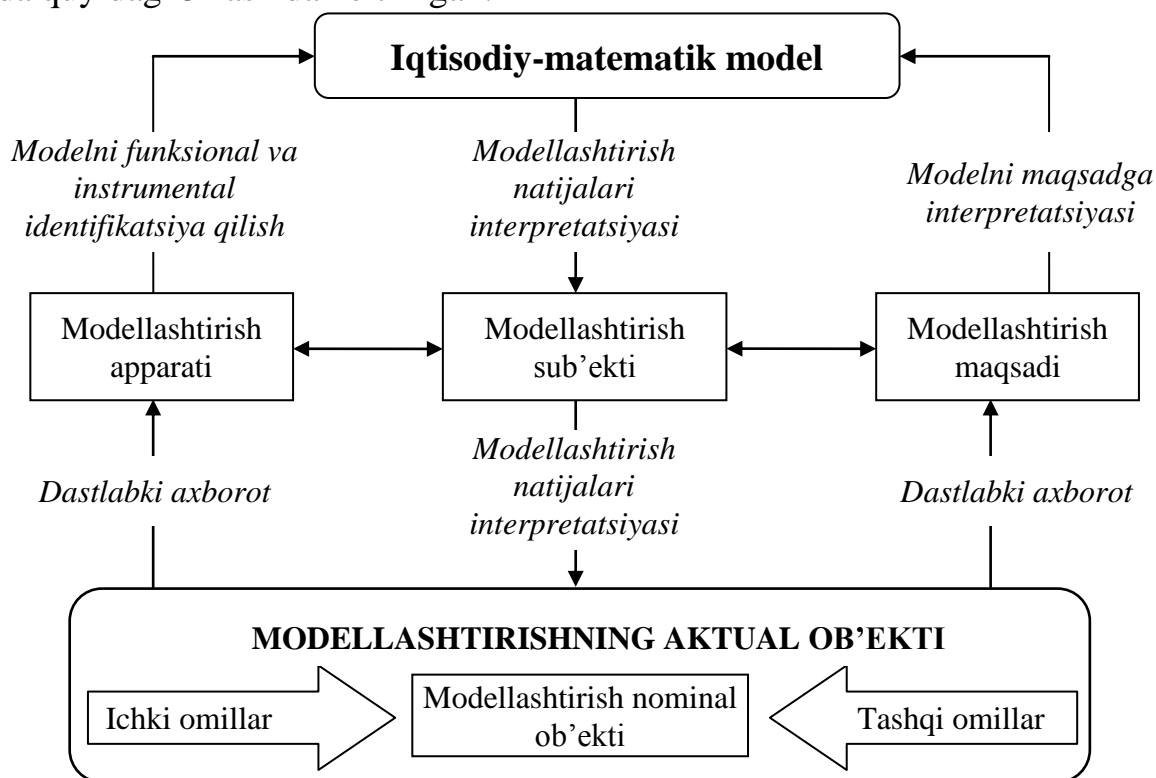 Iqtisodiy-matematik model
Modelni funksional va
instrumental
identifikatsiya qilish
Modellashtirish
natijalari
interpretatsiyasi
Modelni maqsadga
interpretatsiyasi
Modellashtirish
apparati
Modellashtirish
sub’ekti
Modellashtirish
maqsadi
Dastlabki axborot
Modellashtirish
natijalari
interpretatsiyasi
Dastlabki axborot
MODELLASHTIRISHNING AKTUAL OB’EKTI
Ichki omillar
Modellashtirish nominal
ob’ekti
Tashqi omillar